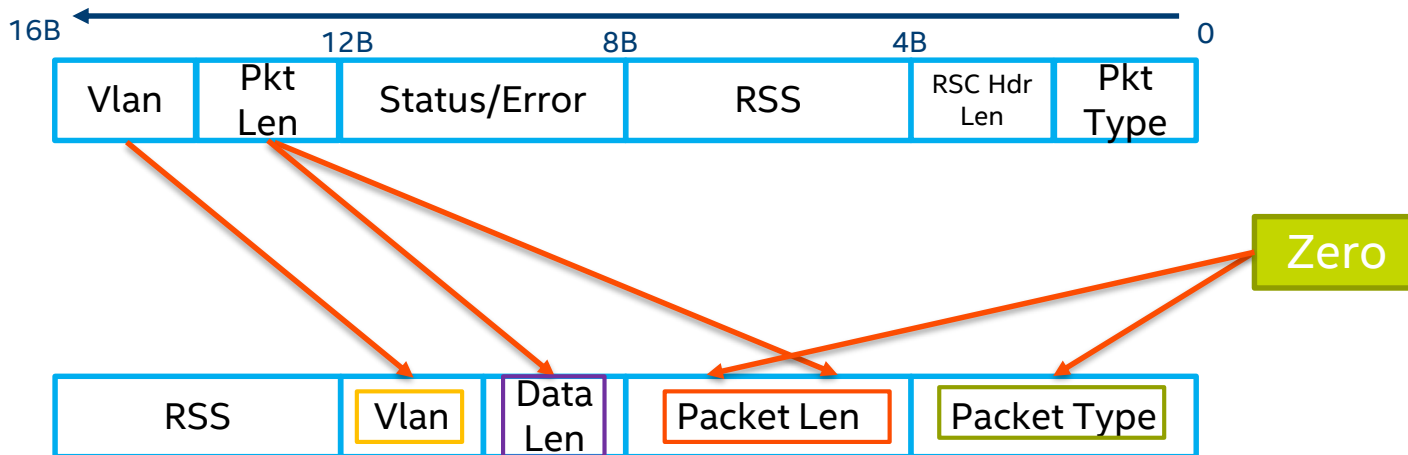 16B 12B 8B 4B 0
Vlan Pkt Len Status/Error RSS RSC Hdr Len Pkt Type
Zero
RSS Vlan Data Len Packet Len Packet Type